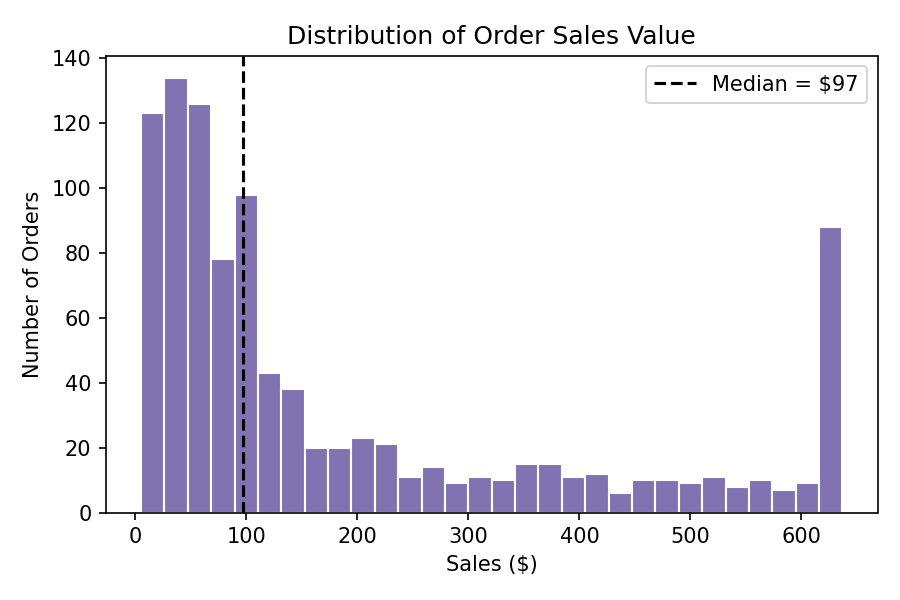 Distribution of Order Sales Value
Median = $97
Number of Orders
140
120
100
80
60
40
20
0
0 100 200 300 400 500 600
Sales ($)